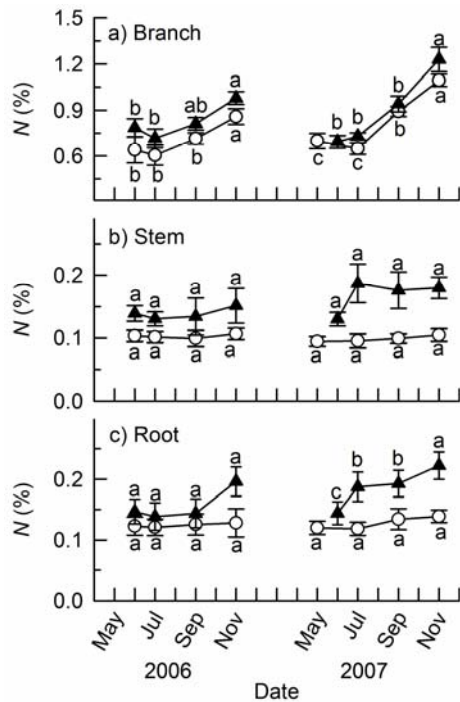 a) Branch
N (%)
1.5
1.2
0.9
0.6
b b ab a
b b b a
b b b a
c c b a
b) Stem
N (%)
0.2
0.1
0.0
a a a a
a a a a
a a a a
a a a a
c) Root
N (%)
0.2
0.1
0.0
a a a a
a a a a
c b b a
a a a a
May Jul Sep Nov May Jul Sep Nov
2006 2007
Date